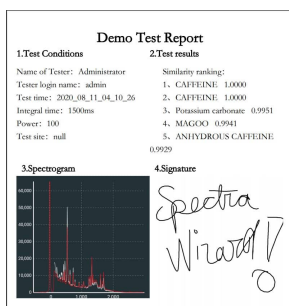 Demo Test Report
1.Test Conditions
2.Test results
Name of Tester: Administrator
Tester login name: admin
Test time: 2020_08_11_04_10_26
Integral time: 1500ms
Power: 100
Test site: null
Similarity ranking:
1、CAFFEINE 1.0000
2、CAFFEINE 1.0000
3、Potassium carbonate 0.9951
4、MAGOO 0.9941
5、ANHYDROUS CAFFEINE
0.9929
3.Spectrogram
60,000
50,000
40,000
30,000
20,000
10,000
0
1 000
2 000
4.Signature
Spectra
Wizard!